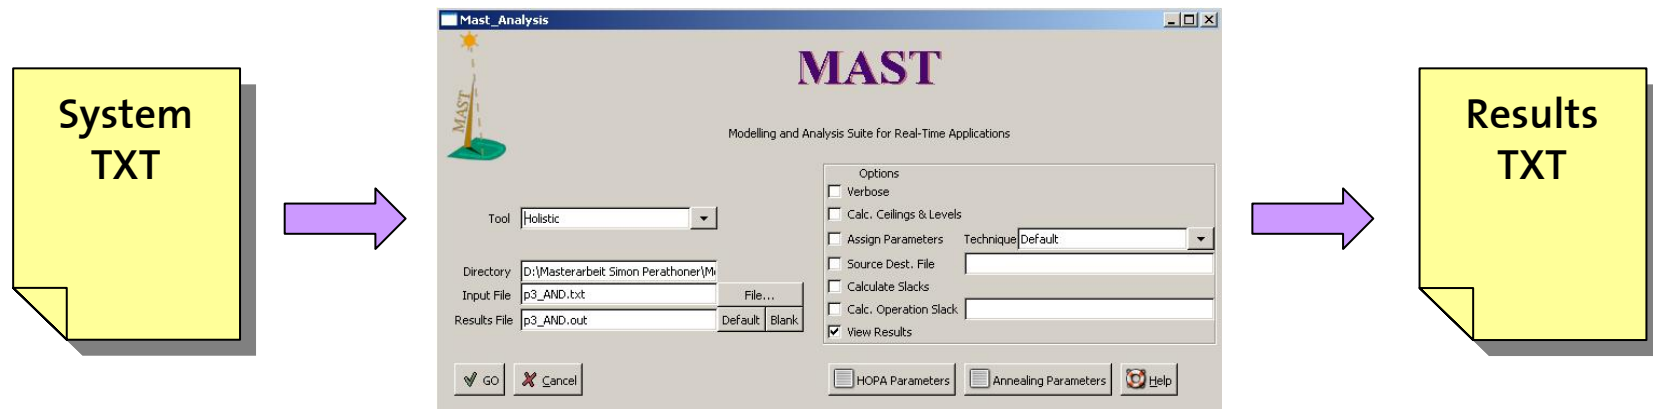 System
TXT
Mast_Analysis
MAST
MAST
Modelling and Analysis Suite for Real-Time Applications
Tool Holistic
Directory D:\Masterarbeit Simon Perathoner\M
Input File p3_AND.txt File...
Results File p3_AND.out Default Blank
Options
Verbose
Calc. Ceilings & Levels
Assign Parameters Technique Default
Source Dest. File
Calculate Slacks
Calc. Operation Slack
View Results
GO Cancel HOPA Parameters Annealing Parameters Help
Results
TXT